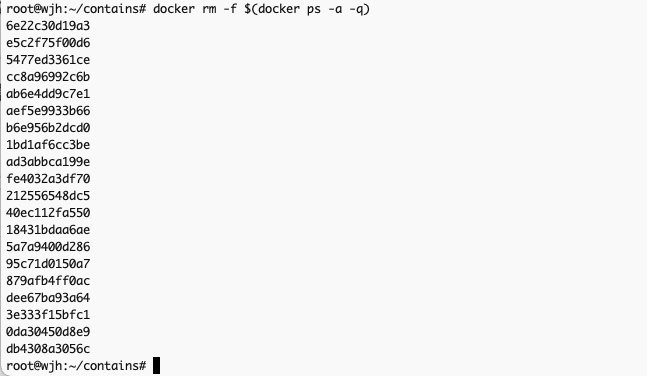 root@wjh:~/contains# docker rm -f $(docker ps -a -q)
6e22c30d19a3
e5c2f75f00d6
5477ed3361ce
cc8a96992c6b
ab6e4dd9c7e1
aef5e9933b66
b6e956b2dcd0
1bd1af6cc3be
ad3abbca199e
fe4032a3df70
212556548dc5
40ec112fa550
18431bdaa6ae
5a7a9400d286
95c71d0150a7
879afb4ff0ac
dee67ba93a64
3e333f15bfc1
0da30450d8e9
db4308a3056c
root@wjh:~/contains#